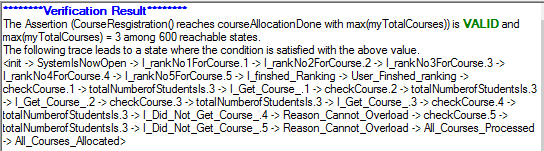 ********Verification Result********
The Assertion (CourseResgistration() reaches courseAllocationDone with max(myTotalCourses)) is VALID and
max(myTotalCourses) = 3 among 600 reachable states.
The following trace leads to a state where the condition is satisfied with the above value.
<init -> SystemIsNowOpen -> I_rankNo1ForCourse.1 -> I_rankNo2ForCourse.2 -> I_rankNo3ForCourse.3 ->
I_rankNo4ForCourse.4 -> I_rankNo5ForCourse.5 -> I_finshed_Ranking -> User_Finshed_ranking ->
checkCourse.1 -> totalNumberofStudentsIs.3 -> I_Get_Course_.1 -> checkCourse.2 -> totalNumberofStudentsIs.3
-> I_Get_Course_.2 -> checkCourse.3 -> totalNumberofStudentsIs.3 -> I_Get_Course_.3 -> checkCourse.4 ->
totalNumberofStudentsIs.3 -> I_Did_Not_Get_Course_.4 -> Reason_Cannot_Overload -> checkCourse.5 ->
totalNumberofStudentsIs.3 -> I_Did_Not_Get_Course_.5 -> Reason_Cannot_Overload -> All_Courses_Processed
-> All_Courses_Allocated>